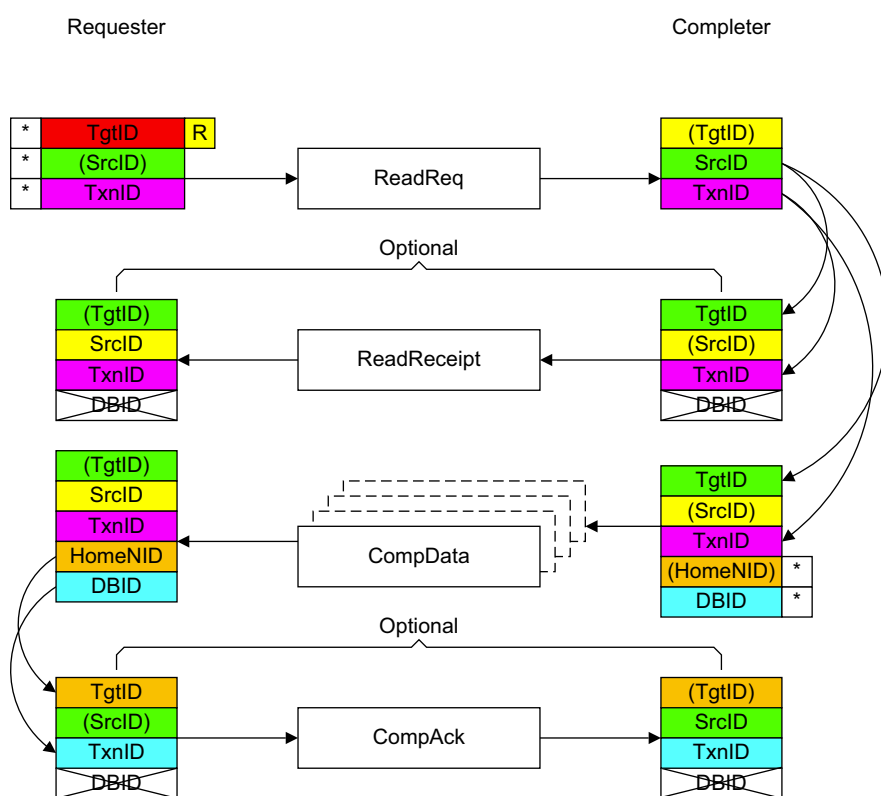 Requester Completer
* TgtID R (TgtID)
* (SrcID) SrcID
* TxnID ReadReq TxnID
Optional
(TgtID) TgtID
SrcID ReadReceipt (SrcID)
TxnID TxnID
DBID DBID
(TgtID) TgtID
SrcID (SrcID)
TxnID TxnID
HomeNID CompData (HomeNID) *
DBID DBID *
Optional
TgtID (TgtID)
(SrcID) CompAck SrcID
TxnID TxnID
DBID DBID